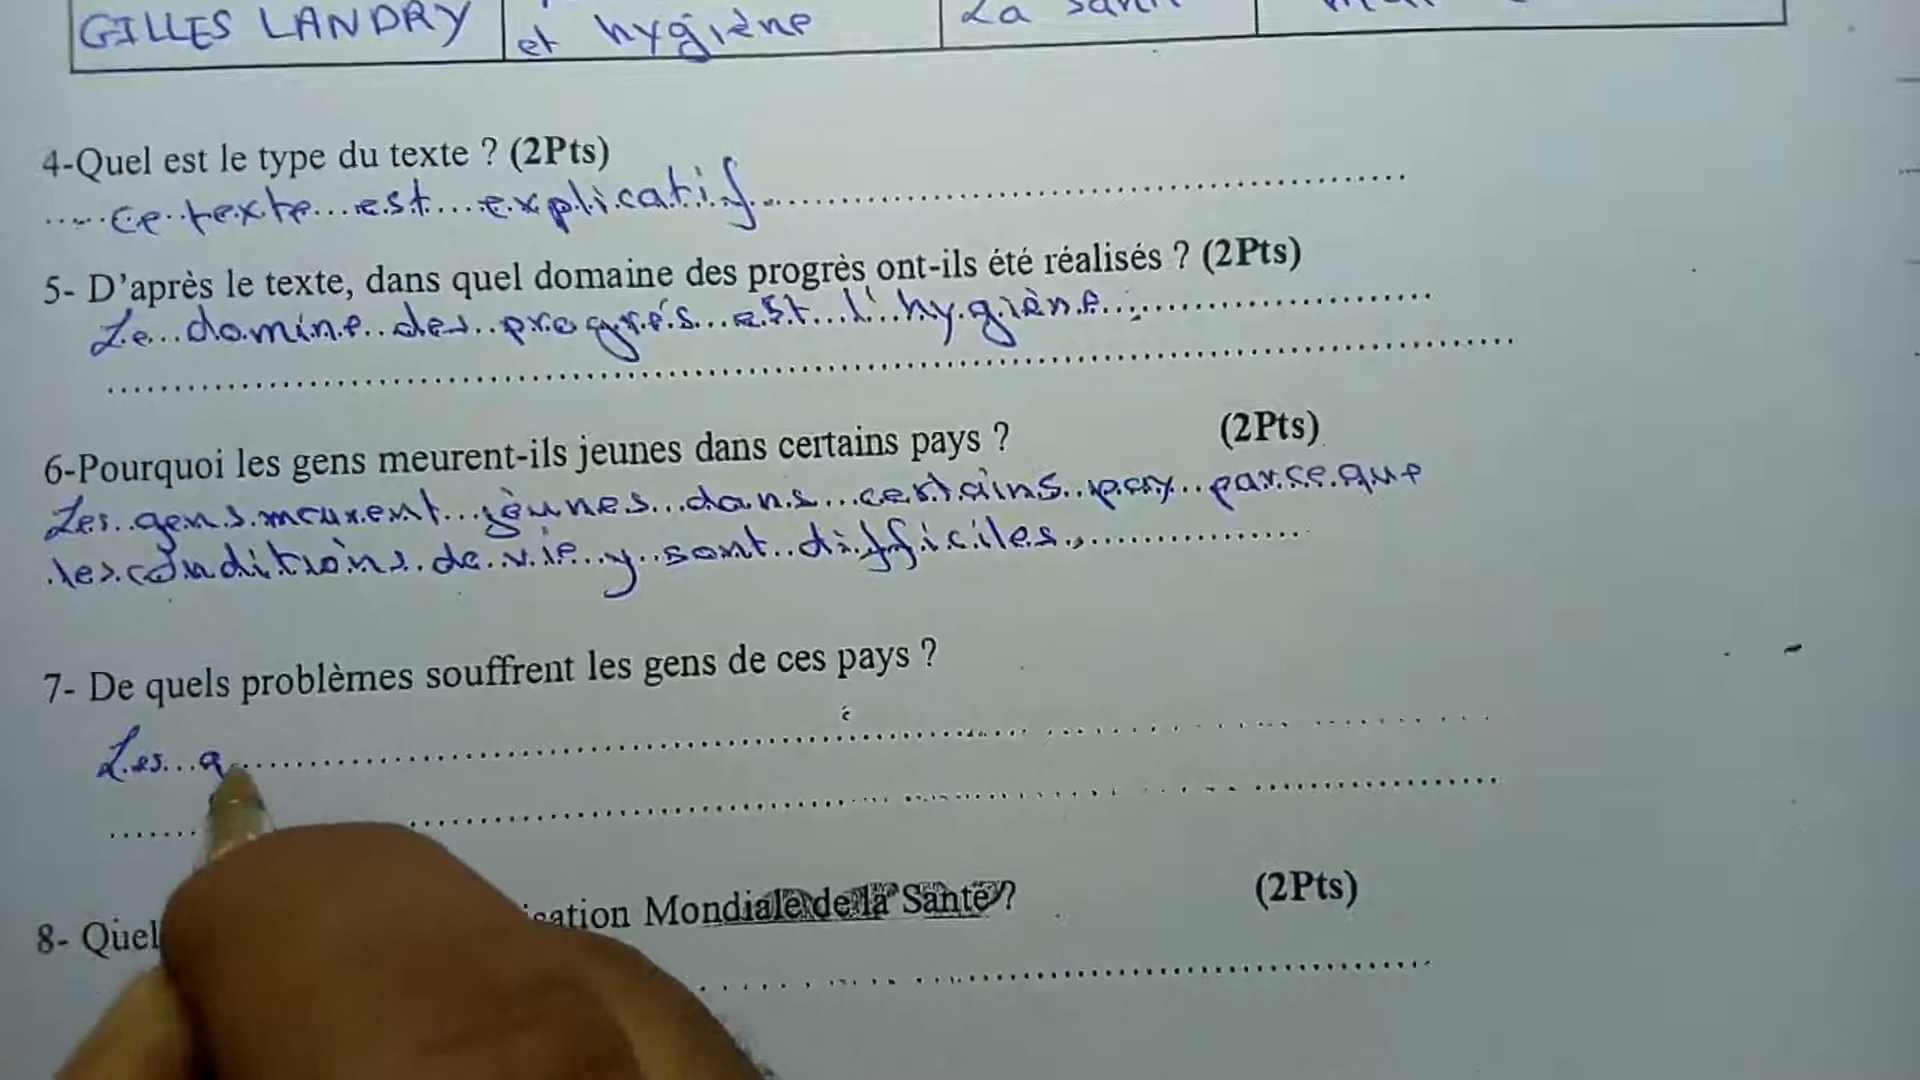 GILLES LANDRY et hygiène La
4-Quel est le type du texte ? (2Pts)
Ce texte est explicatif
5- D'après le texte, dans quel domaine des progrès ont-ils été réalisés ? (2Pts)
Le domine des progrés est l'hygiène.
6-Pourquoi les gens meurent-ils jeunes dans certains pays ? (2Pts)
Les gens meurent jeunes dans certains pay parceque
les conditions de vie y sont difficiles.
7- De quels problèmes souffrent les gens de ces pays ?
Les
8- Quel Mondiale de la Santé ? (2Pts)